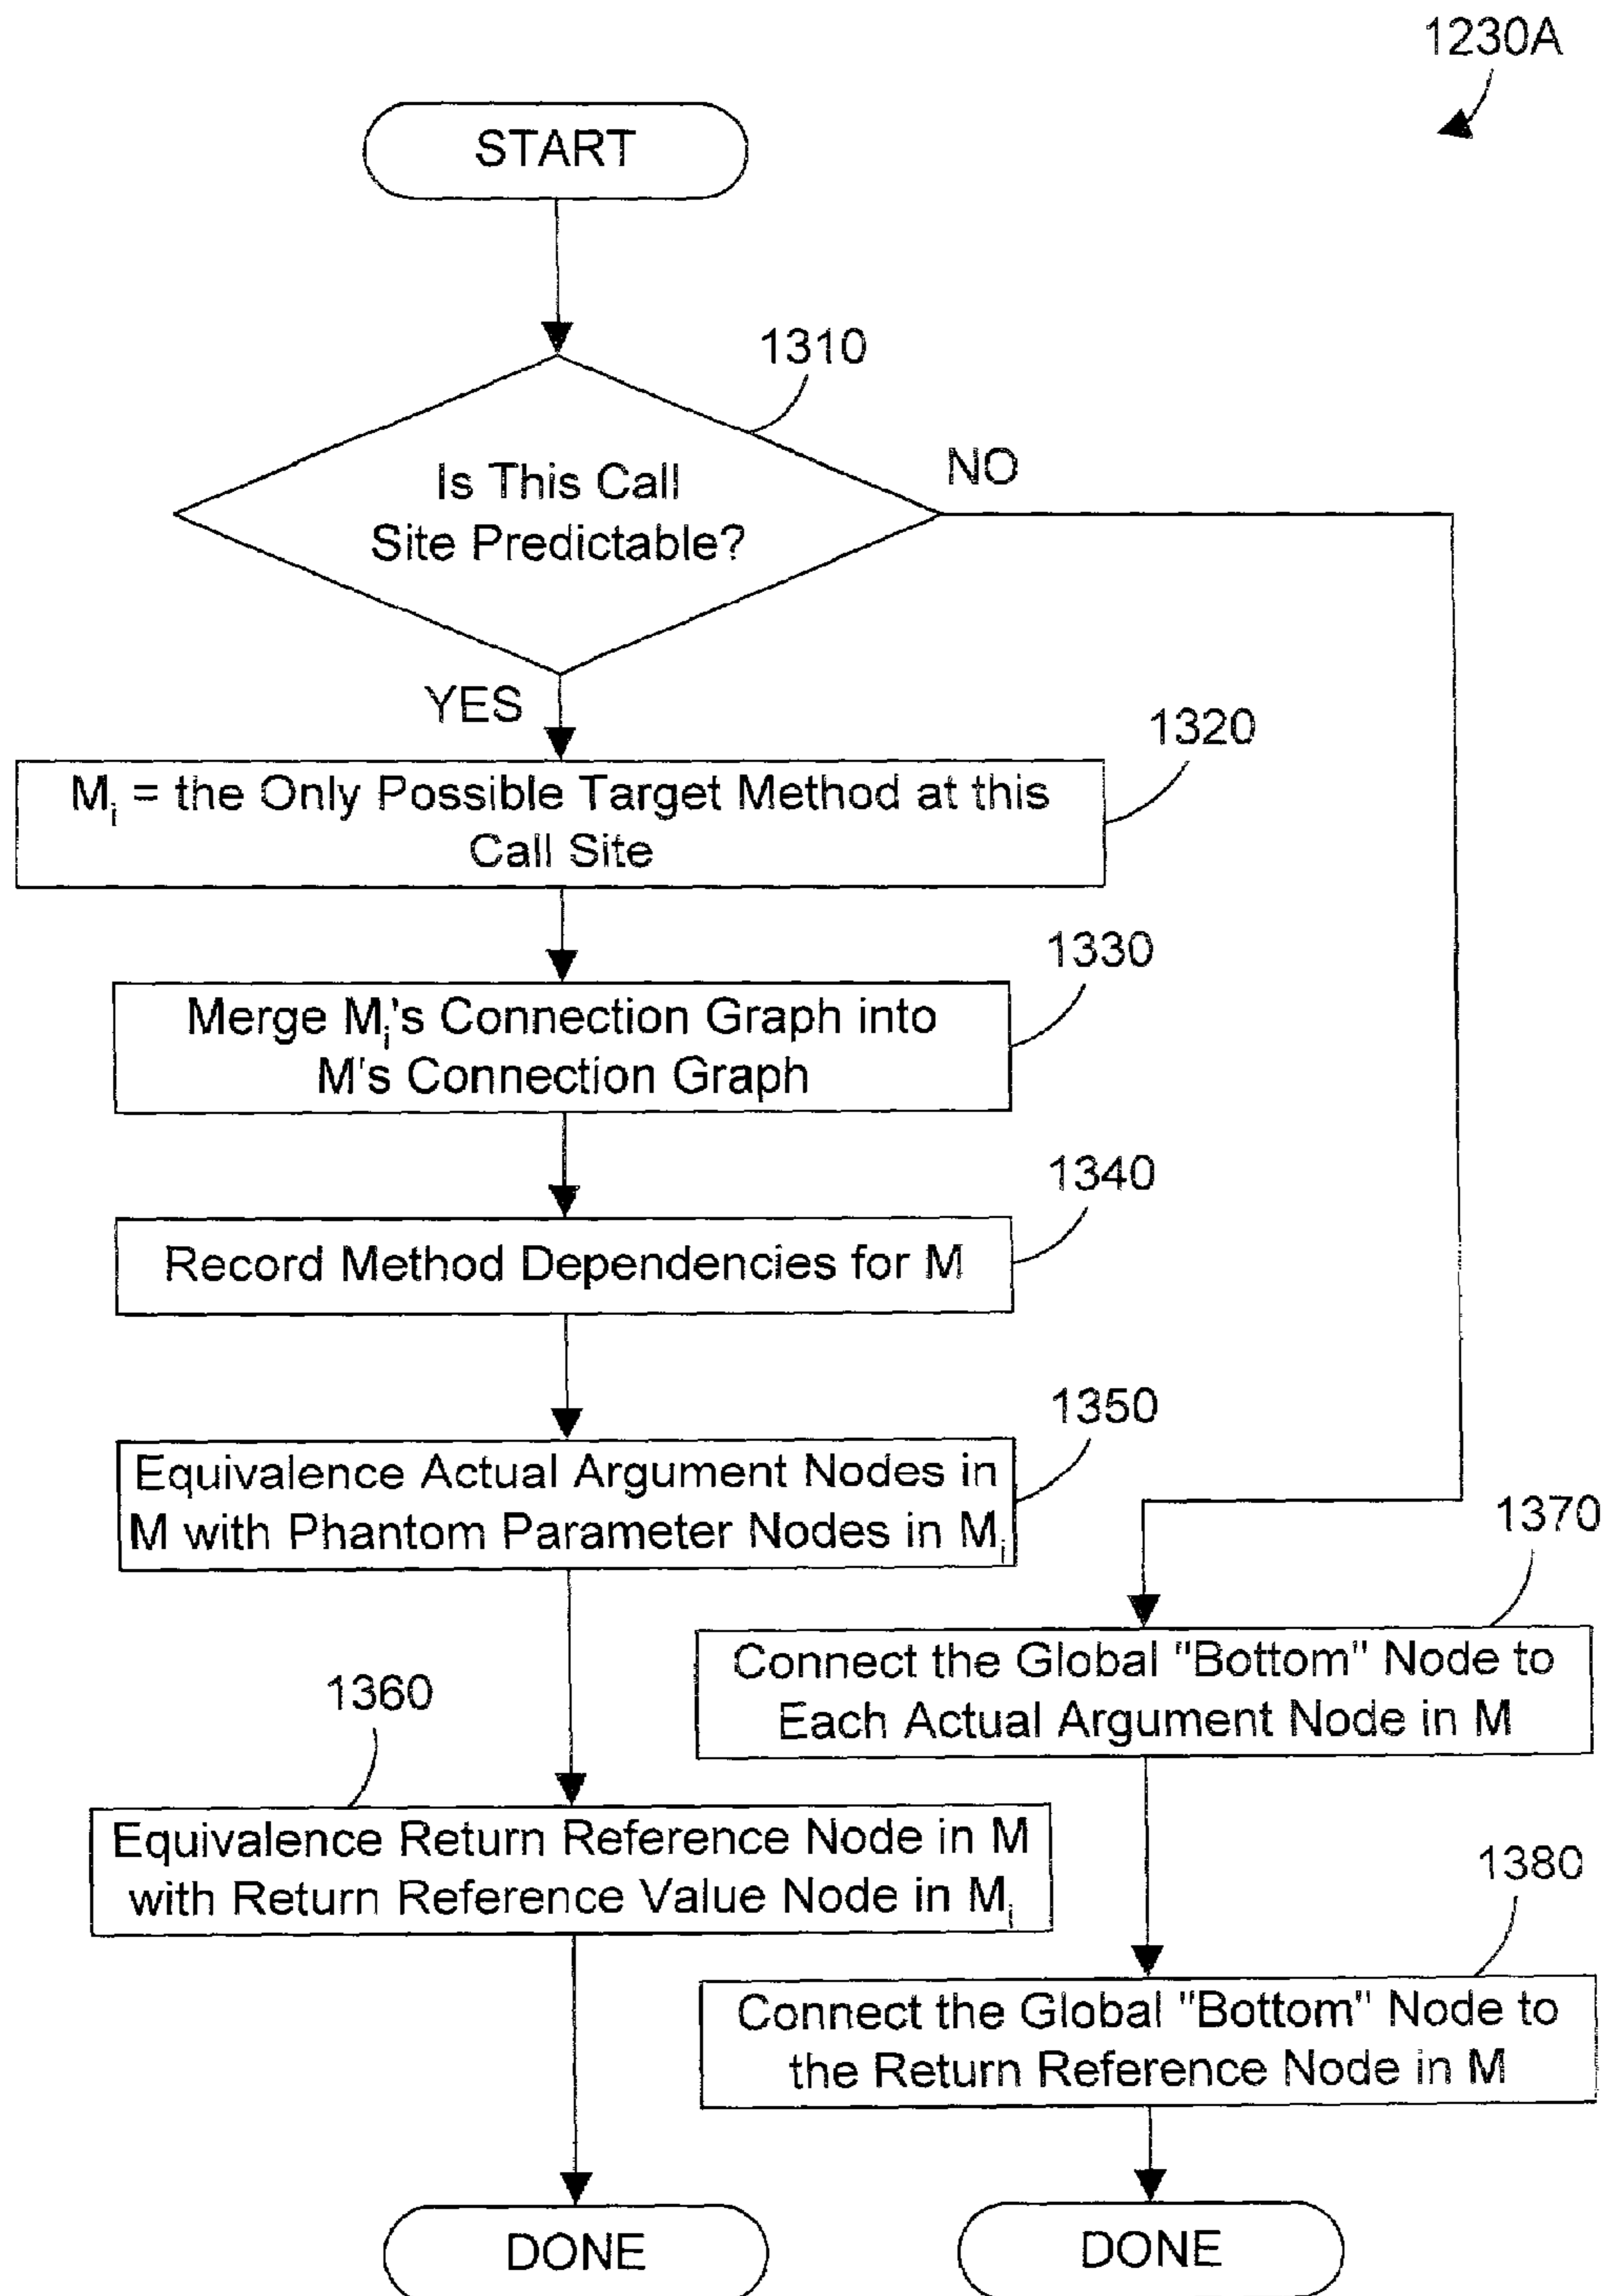 1230A
START
1310
Is This Call
Site Predictable?
NO
YES
1320
Mi = the Only Possible Target Method at this
Call Site
1330
Merge Mi's Connection Graph into
M's Connection Graph
1340
Record Method Dependencies for M
1350
Equivalence Actual Argument Nodes in
M with Phantom Parameter Nodes in Mi
1370
Connect the Global "Bottom" Node to
Each Actual Argument Node in M
1360
Equivalence Return Reference Node in M
with Return Reference Value Node in Mi
1380
Connect the Global "Bottom" Node to
the Return Reference Node in M
DONE
DONE